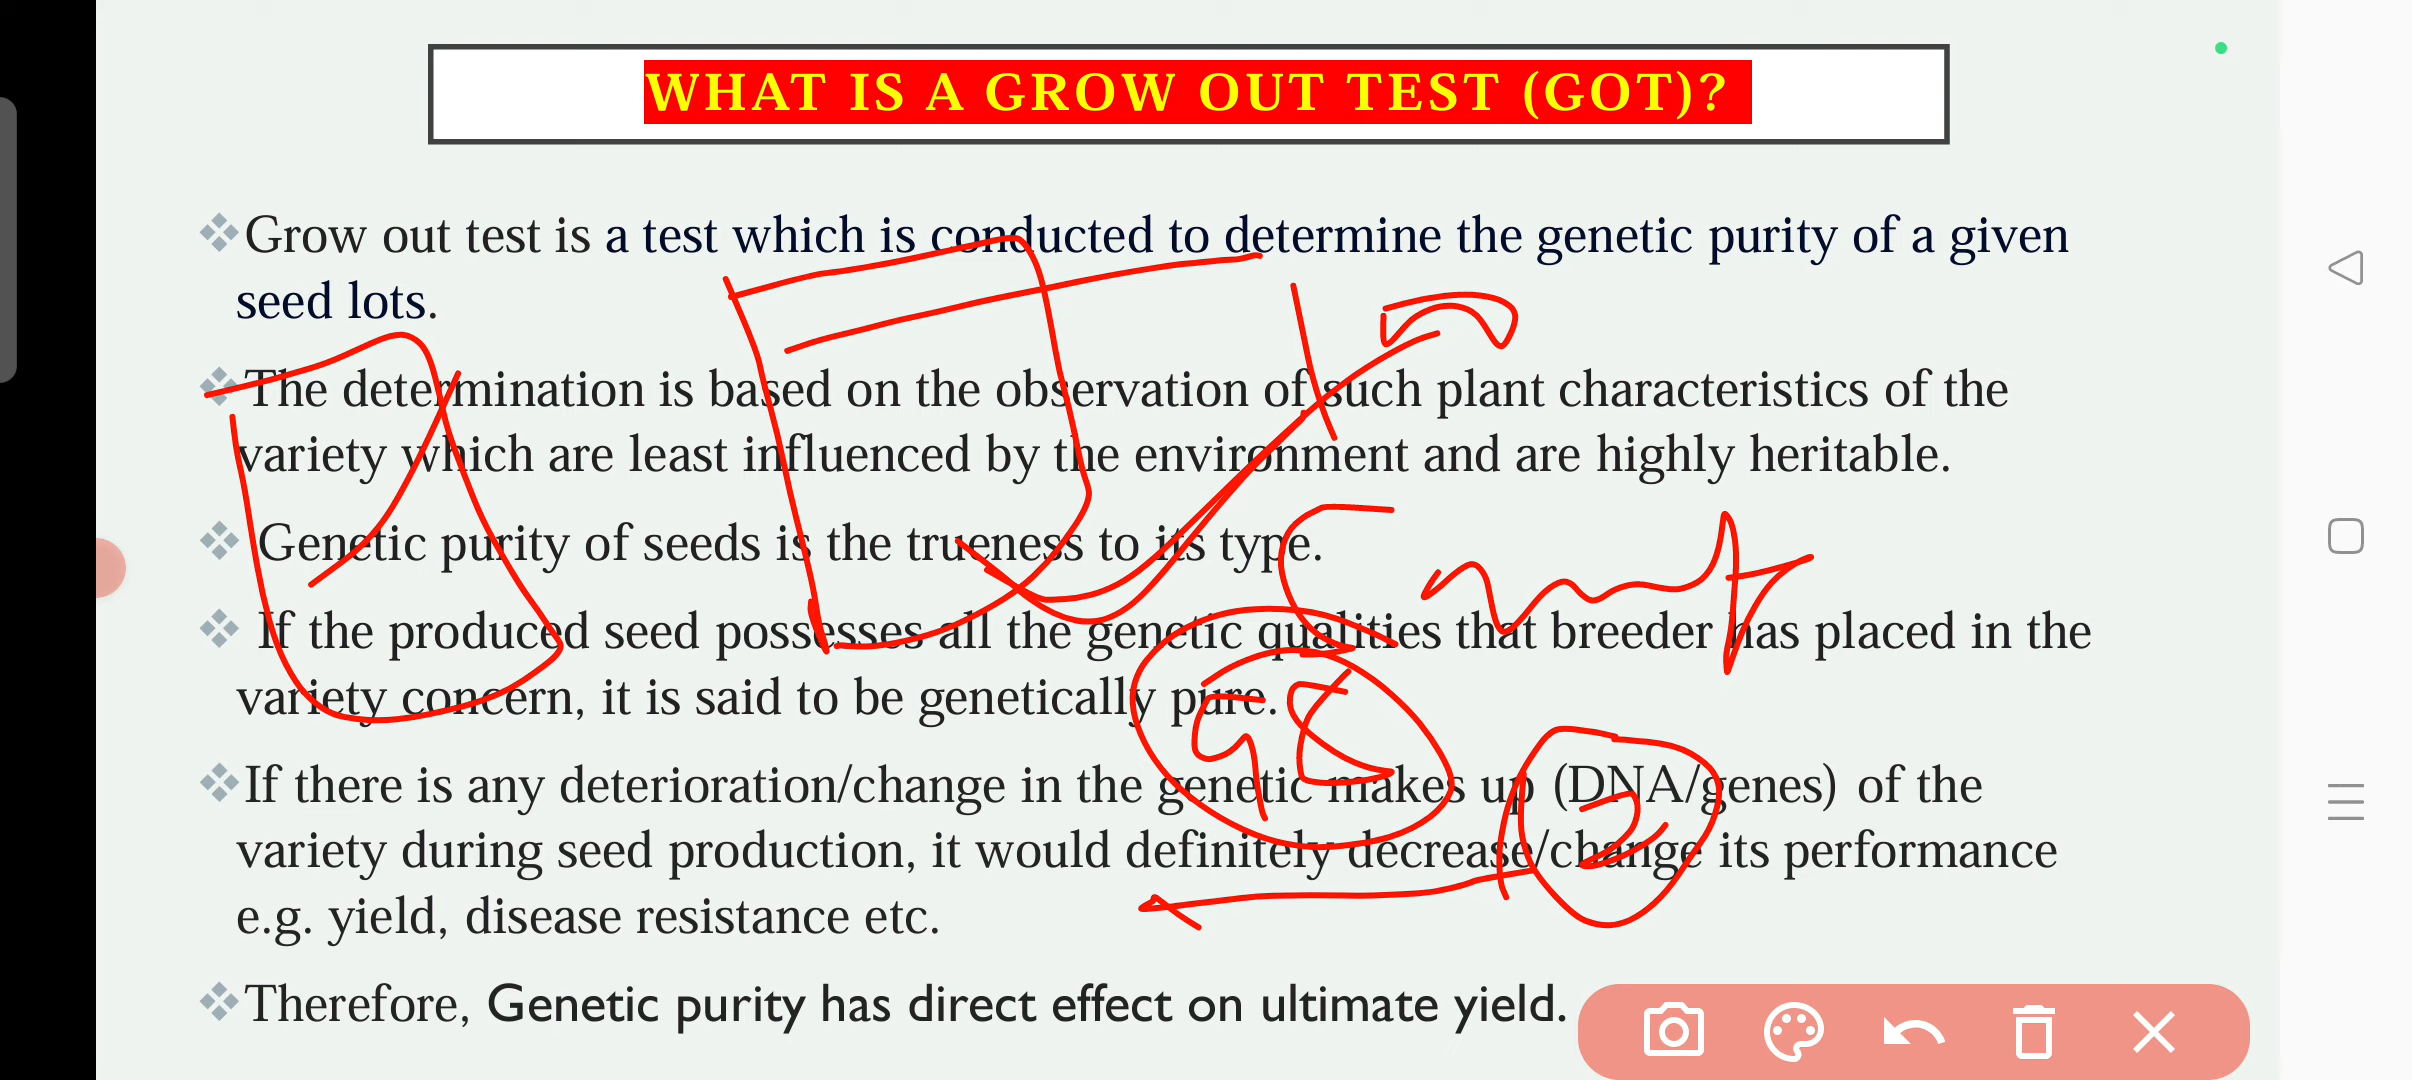 WHAT IS A GROW OUT TEST (GOT)?
❖Grow out test is a test which is conducted to determine the genetic purity of a given
seed lots.
❖The determination is based on the observation of such plant characteristics of the
variety which are least influenced by the environment and are highly heritable.
❖ Genetic purity of seeds is the trueness to its type.
❖ If the produced seed possesses all the genetic qualities that breeder has placed in the
variety concern, it is said to be genetically pure.
98
❖If there is any deterioration/change in the genetic makes up (DNA/genes) of the
2
variety during seed production, it would definitely decrease/change its performance
e.g. yield, disease resistance etc.
❖Therefore, Genetic purity has direct effect on ultimate yield.